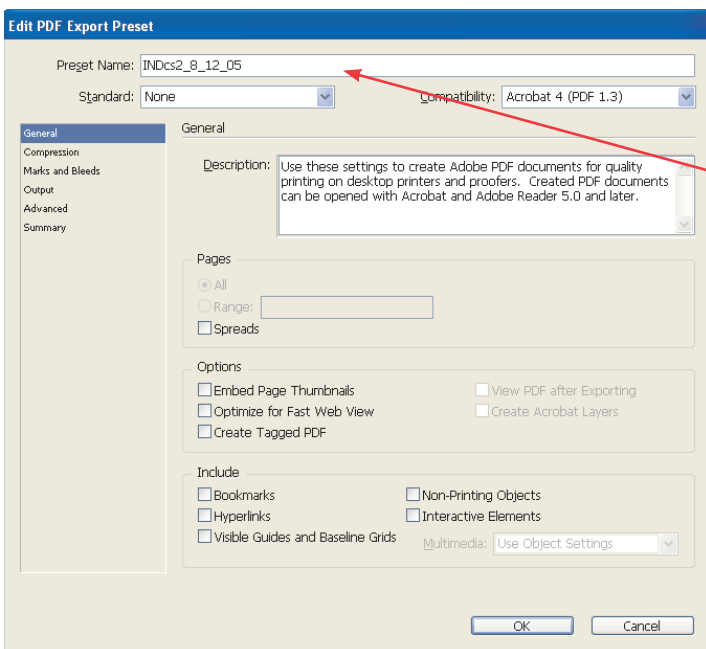 Edit PDF Export Preset
Preset Name: INDcs2_8_12_05
Standard: None Compatibility: Acrobat 4 (PDF 1.3)
General
Compression
Marks and Bleeds
Output
Advanced
Summary
General
Description: Use these settings to create Adobe PDF documents for quality
printing on desktop printers and proofers. Created PDF documents
can be opened with Acrobat and Adobe Reader 5.0 and later.
Pages
All
Range:
Spreads
Options
Embed Page Thumbnails View PDF after Exporting
Optimize for Fast Web View Create Acrobat Layers
Create Tagged PDF
Include
Bookmarks Non-Printing Objects
Hyperlinks Interactive Elements
Visible Guides and Baseline Grids Multimedia: Use Object Settings
OK Cancel